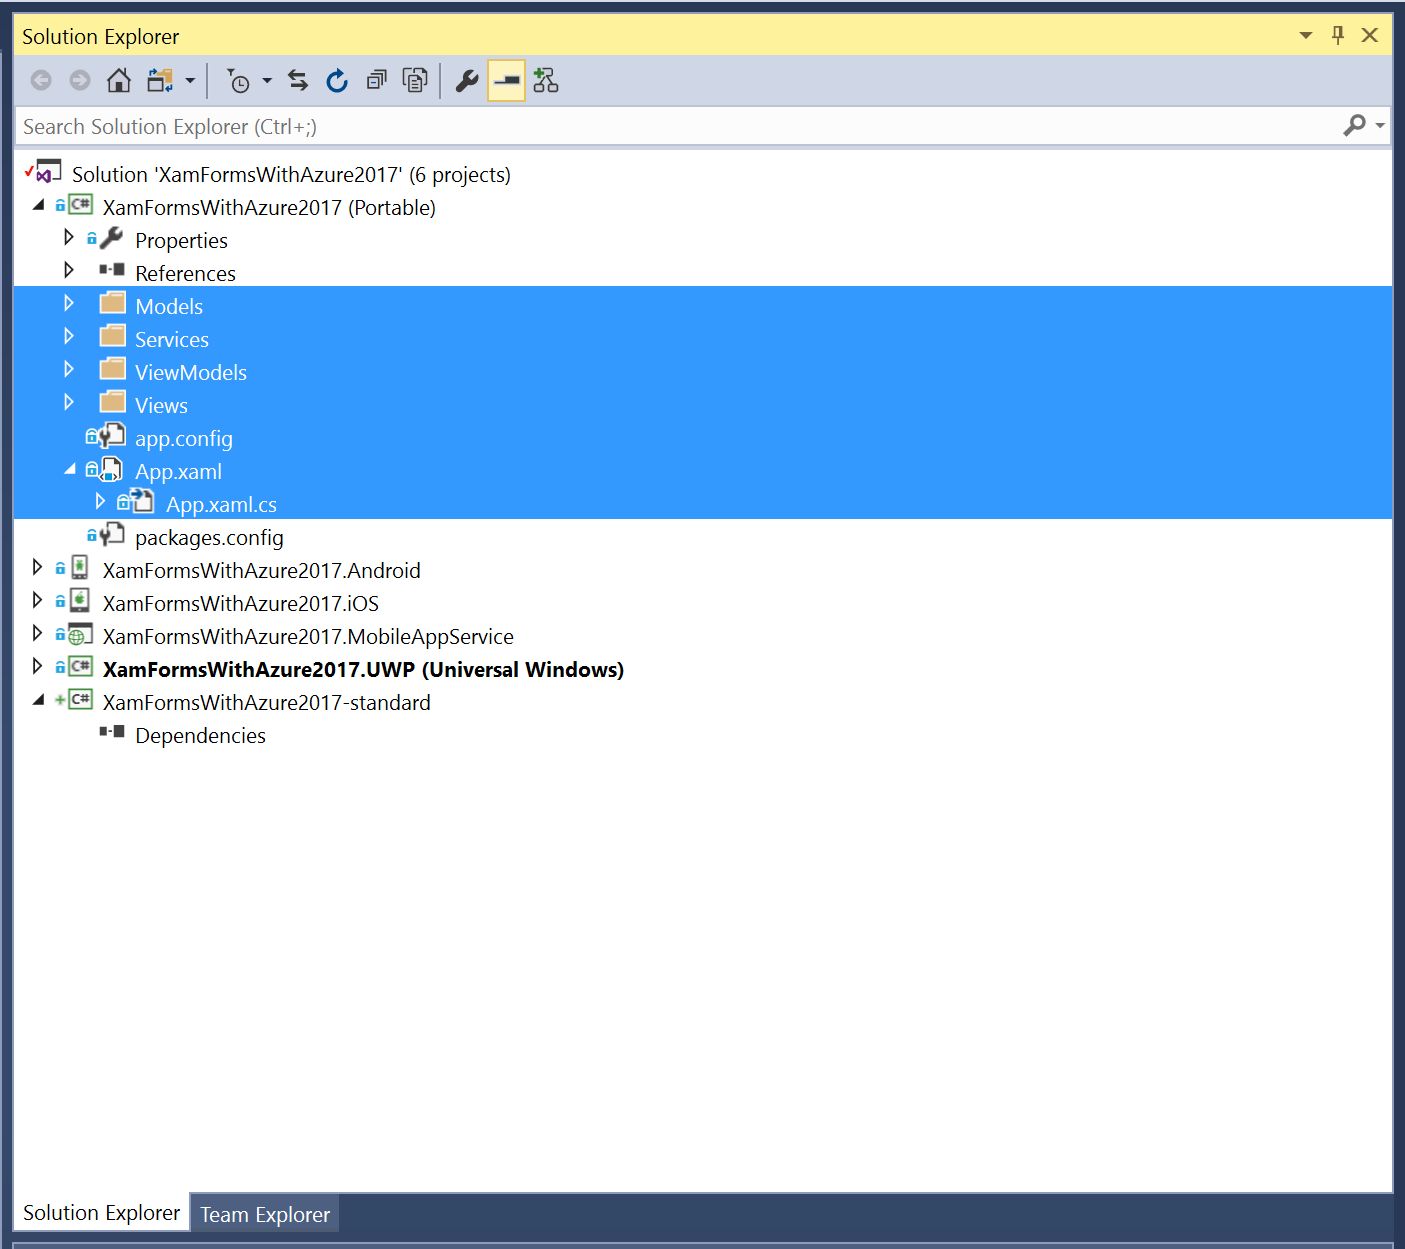 Solution Explorer
Search Solution Explorer (Ctrl+;)
Solution 'XamFormsWithAzure2017' (6 projects)
C# XamFormsWithAzure2017 (Portable)
Properties
References
Models
Services
ViewModels
Views
app.config
App.xaml
App.xaml.cs
packages.config
XamFormsWithAzure2017.Android
XamFormsWithAzure2017.iOS
XamFormsWithAzure2017.MobileAppService
C# XamFormsWithAzure2017.UWP (Universal Windows)
C# XamFormsWithAzure2017-standard
Dependencies
Solution Explorer Team Explorer